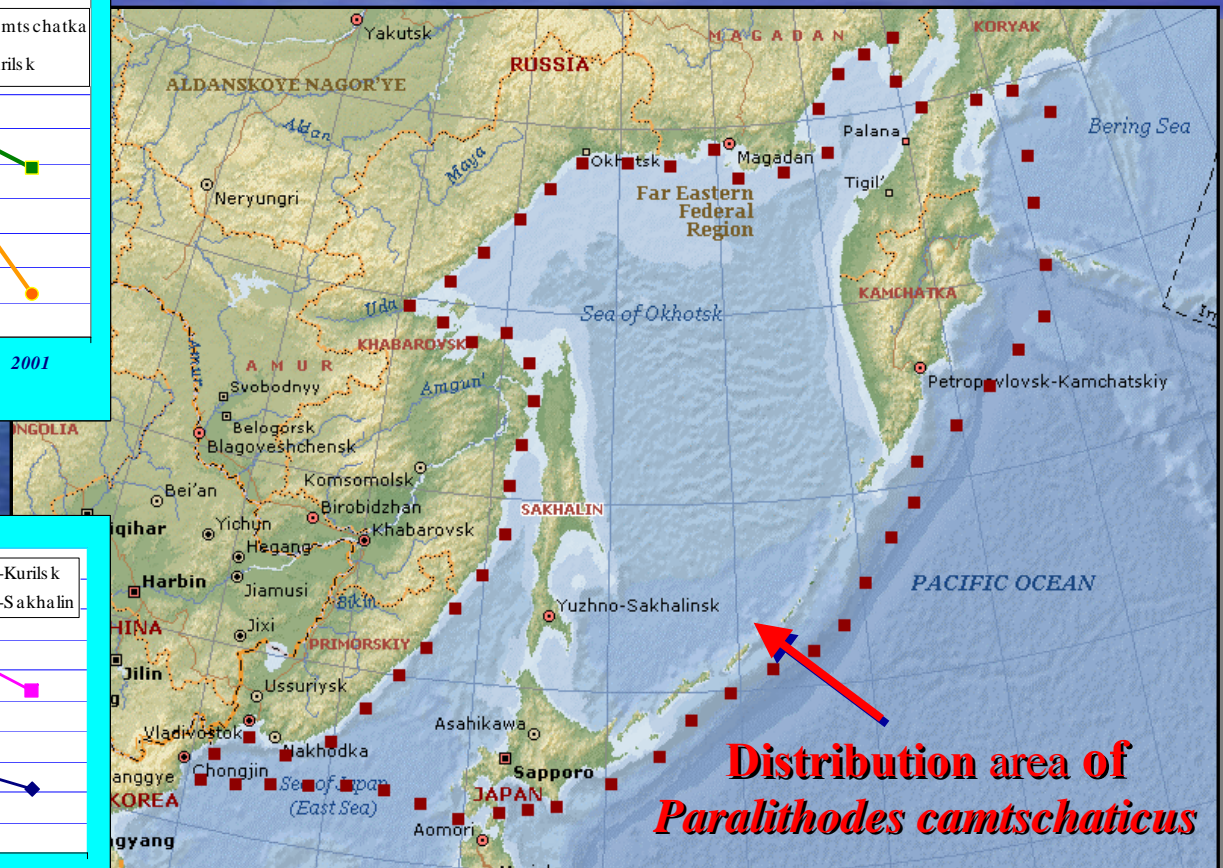 mtschatka
rilsk
2001
-Kurilsk
-Sakhalin
Yakutsk
MAGADAN
KORYAK
RUSSIA
ALDANSKOYE NAGOR'YE
Aldan
Maya
Palana
Bering Sea
Okhotsk
Magadan
Tigil'
Neryungri
Far Eastern
Federal
Region
KAMCHATKA
Uda
Sea of Okhotsk
KHABAROVSK
AMUR
Amur
Amgun'
Svobodnyy
Petropavlovsk-Kamchatskiy
Belogorsk
NGOLIA
Blagoveshchensk
Komsomolsk
Bei'an
Birobidzhan
SAKHALIN
iqihar
Yichun
Khabarovsk
Hegang
Harbin
Jiamusi
PACIFIC OCEAN
Bikin
Yuzhno-Sakhalinsk
HINA
Jixi
PRIMORSKIY
Jilin
g
Ussuriysk
Vladivostok
Asahikawa
Nakhodka
anggye
Chongjin
Sea of Japan
(East Sea)
Sapporo
KOREA
JAPAN
Aomori
gyang
Distribution area of
Paralithodes camtschaticus